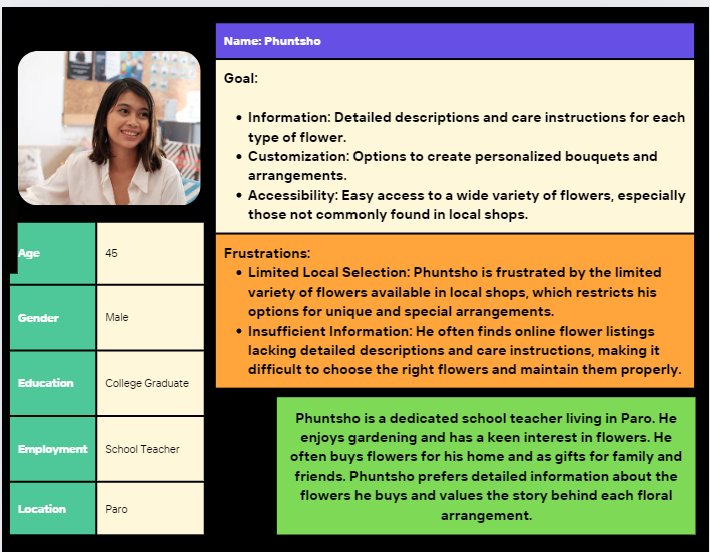 Name: Phuntsho
Goal:
• Information: Detailed descriptions and care instructions for each
type of flower.
• Customization: Options to create personalized bouquets and
arrangements.
• Accessibility: Easy access to a wide variety of flowers, especially
those not commonly found in local shops.
Frustrations:
• Limited Local Selection: Phuntsho is frustrated by the limited
variety of flowers available in local shops, which restricts his
options for unique and special arrangements.
• Insufficient Information: He often finds online flower listings
lacking detailed descriptions and care instructions, making it
difficult to choose the right flowers and maintain them properly.
Age 45
Gender Male
Education College Graduate
Employment School Teacher
Location Paro
Phuntsho is a dedicated school teacher living in Paro. He
enjoys gardening and has a keen interest in flowers. He
often buys flowers for his home and as gifts for family and
friends. Phuntsho prefers detailed information about the
flowers he buys and values the story behind each floral
arrangement.